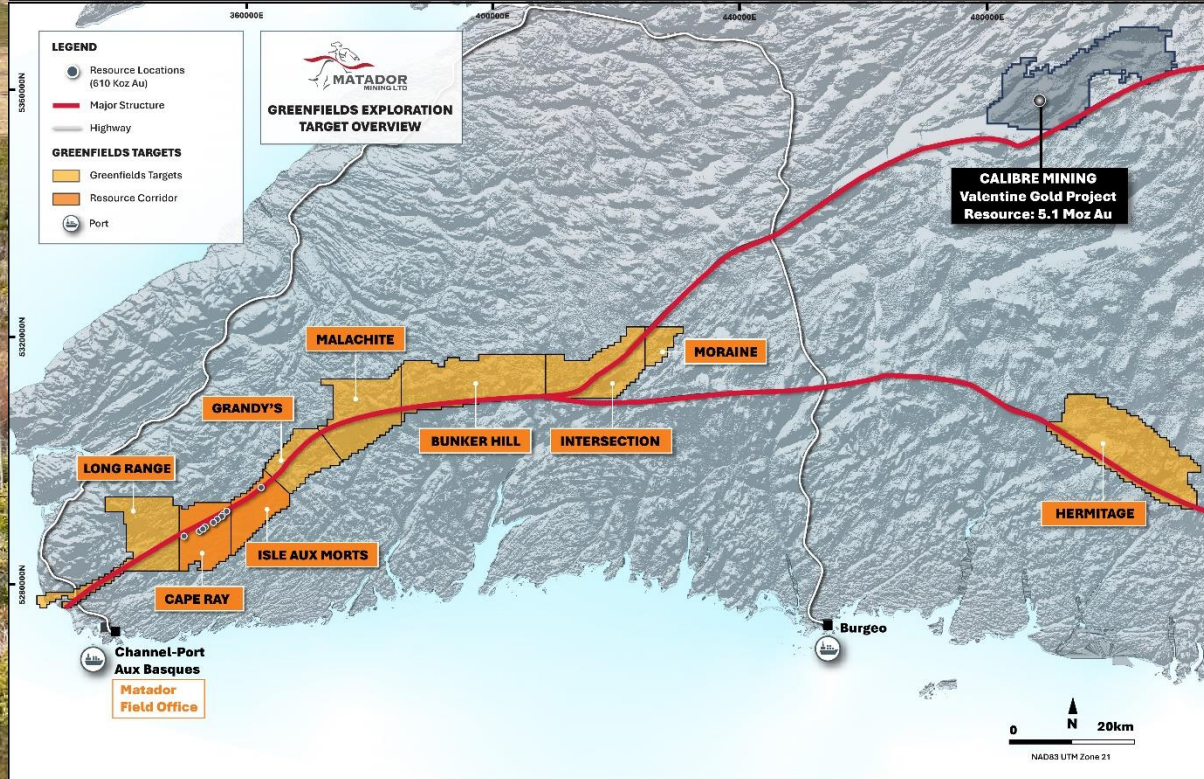 360000E
400000E
440000E
480000E
LEGEND
Resource Locations
(610 Koz Au)
Major Structure
Highway
GREENFIELDS TARGETS
Greenfields Targets
Resource Corridor
Port
MATADOR
MINING LTD
GREENFIELDS EXPLORATION
TARGET OVERVIEW
5360000N
CALIBRE MINING
Valentine Gold Project
Resource: 5.1 Moz Au
5320000N
MALACHITE
MORAINE
GRANDY'S
BUNKER HILL
INTERSECTION
LONG RANGE
HERMITAGE
ISLE AUX MORTS
5280000N
CAPE RAY
Channel-Port
Aux Basques
Matador
Field Office
Burgeo
N
0 20km
NAD83 UTM Zone 21